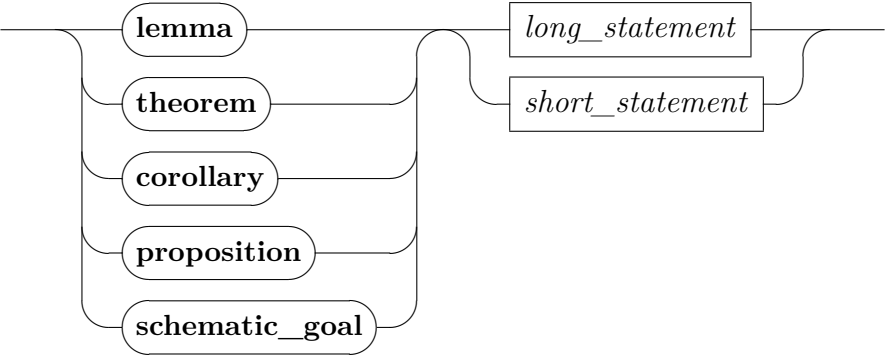 lemma long_statement
theorem short_statement
corollary
proposition
schematic_goal